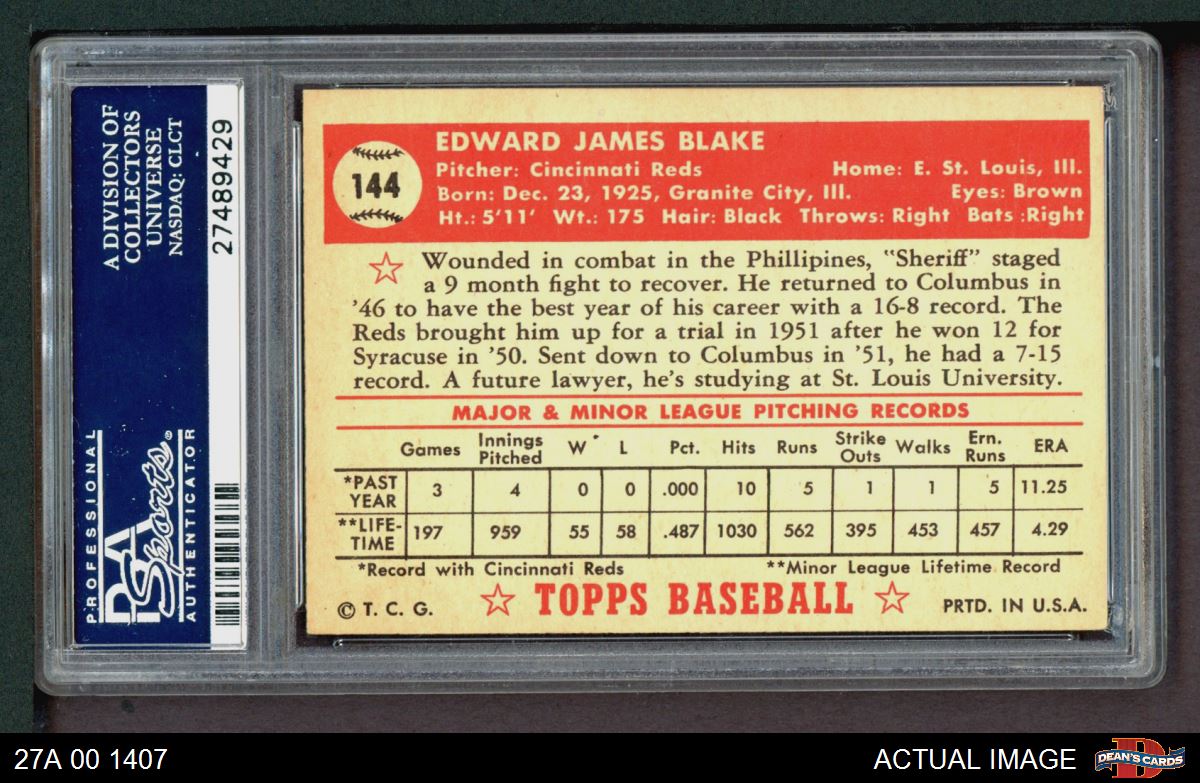 A DIVISION OF
COLLECTORS
UNIVERSE
NASDAQ: CLCT
27489429
PROFESSIONAL
PSA
Sports
AUTHENTICATOR
144
EDWARD JAMES BLAKE
Pitcher: Cincinnati Reds Home: E. St. Louis, Ill.
Born: Dec. 23, 1925, Granite City, Ill. Eyes: Brown
Ht.: 5'11' Wt.: 175 Hair: Black Throws: Right Bats :Right
Wounded in combat in the Phillipines, "Sheriff" staged
a 9 month fight to recover. He returned to Columbus in
'46 to have the best year of his career with a 16-8 record. The
Reds brought him up for a trial in 1951 after he won 12 for
Syracuse in '50. Sent down to Columbus in '51, he had a 7-15
record. A future lawyer, he's studying at St. Louis University.
MAJOR & MINOR LEAGUE PITCHING RECORDS
Games Innings Pitched W L Pct. Hits Runs Strike Outs Walks Ern. Runs ERA
*PAST YEAR 3 4 0 0 .000 10 5 1 1 5 11.25
**LIFE-TIME 197 959 55 58 .487 1030 562 395 453 457 4.29
*Record with Cincinnati Reds **Minor League Lifetime Record
© T. C. G. TOPPS BASEBALL PRTD. IN U.S.A.
27A 00 1407 ACTUAL IMAGE DEAN'S CARDS